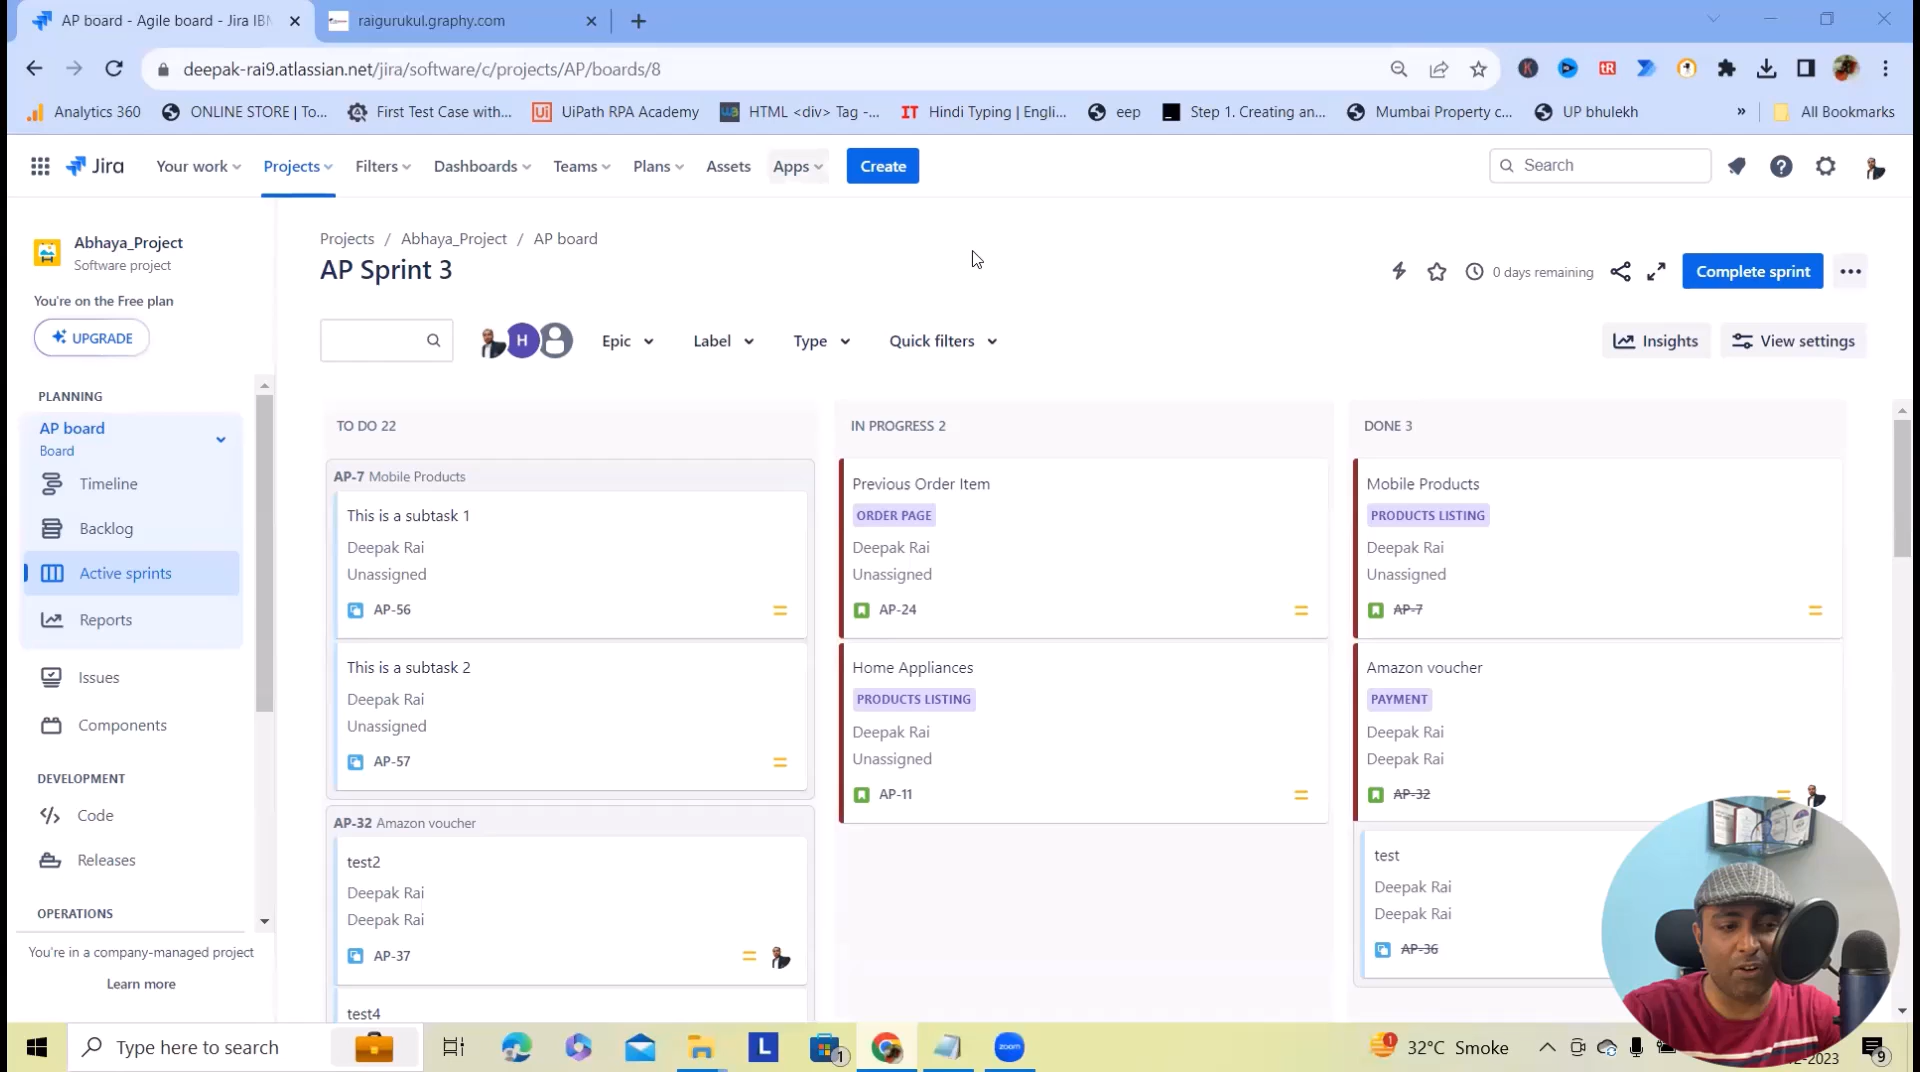 AP board - Agile board - Jira IBN
raigurukul.graphy.com
deepak-rai9.atlassian.net/jira/software/c/projects/AP/boards/8
Analytics 360
ONLINE STORE | To...
First Test Case with...
UiPath RPA Academy
HTML <div> Tag -...
Hindi Typing | Engli...
eep
Step 1. Creating an...
Mumbai Property c...
UP bhulekh
»
All Bookmarks
Jira
Your work
Projects
Filters
Dashboards
Teams
Plans
Assets
Apps
Create
Search
Abhaya_Project
Software project
You're on the Free plan
UPGRADE
PLANNING
AP board
Board
Timeline
Backlog
Active sprints
Reports
Issues
Components
DEVELOPMENT
Code
Releases
OPERATIONS
You're in a company-managed project
Learn more
Projects / Abhaya_Project / AP board
AP Sprint 3
0 days remaining
Complete sprint
H
Epic
Label
Type
Quick filters
Insights
View settings
TO DO 22
AP-7 Mobile Products
This is a subtask 1
Deepak Rai
Unassigned
AP-56
This is a subtask 2
Deepak Rai
Unassigned
AP-57
AP-32 Amazon voucher
test2
Deepak Rai
Deepak Rai
AP-37
test4
IN PROGRESS 2
Previous Order Item
ORDER PAGE
Deepak Rai
Unassigned
AP-24
Home Appliances
PRODUCTS LISTING
Deepak Rai
Unassigned
AP-11
DONE 3
Mobile Products
PRODUCTS LISTING
Deepak Rai
Unassigned
AP-7
Amazon voucher
PAYMENT
Deepak Rai
Deepak Rai
AP-32
test
Deepak Rai
Deepak Rai
AP-36
Type here to search
L
1
zoom
1
32°C Smoke
-2023
9